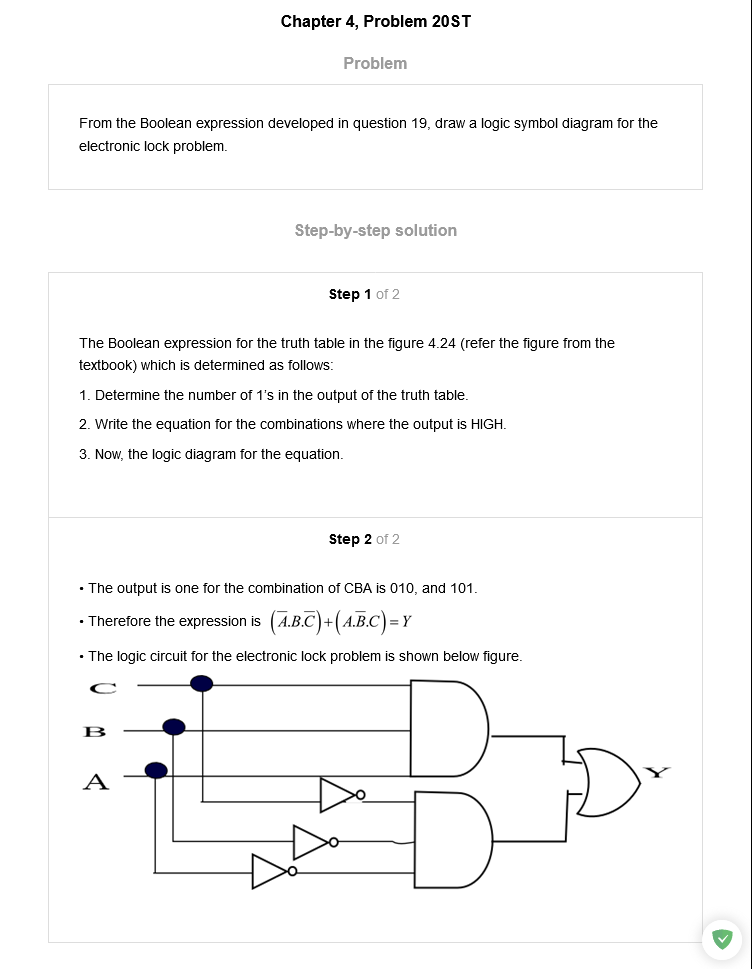 Chapter 4, Problem 20ST
Problem
From the Boolean expression developed in question 19, draw a logic symbol diagram for the
electronic lock problem.
Step-by-step solution
Step 1 of 2
The Boolean expression for the truth table in the figure 4.24 (refer the figure from the
textbook) which is determined as follows:
1. Determine the number of 1's in the output of the truth table.
2. Write the equation for the combinations where the output is HIGH.
3. Now, the logic diagram for the equation.
Step 2 of 2
• The output is one for the combination of CBA is 010, and 101.
• Therefore the expression is (A̅.B.C̅)+(A.B̅.C)=Y
• The logic circuit for the electronic lock problem is shown below figure.
C
B
A
Y